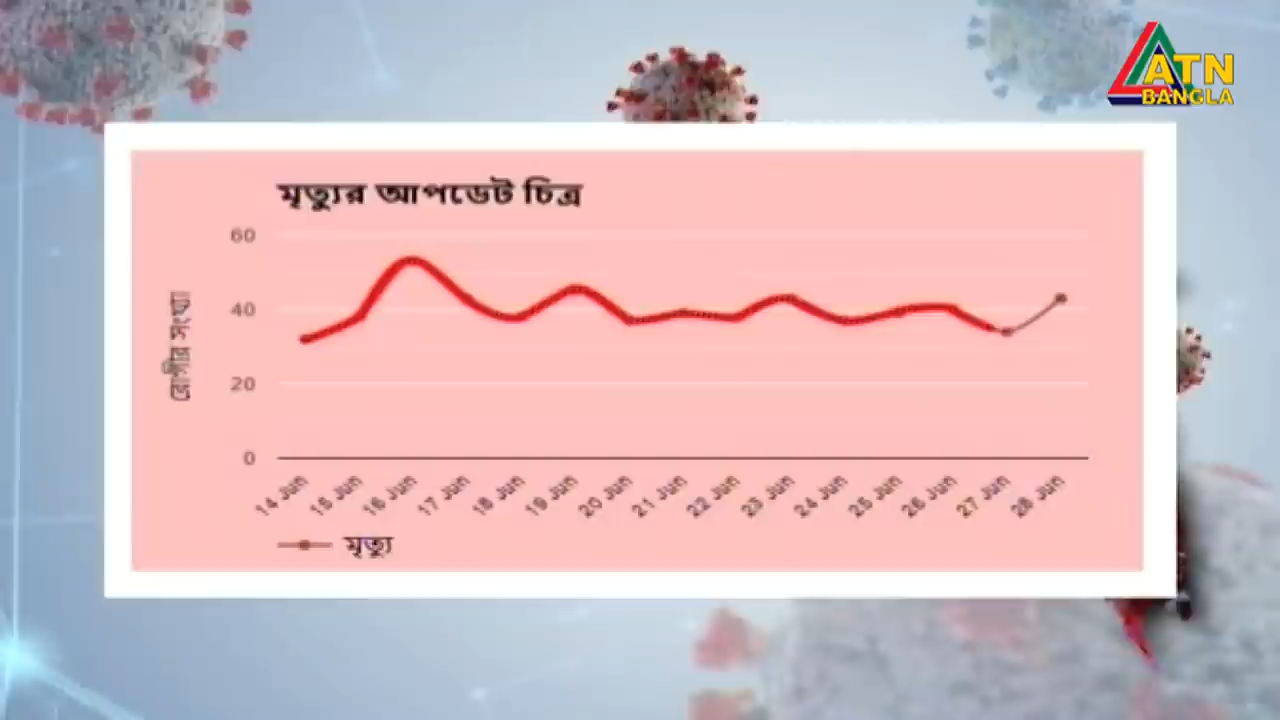 ATN
BANGLA
মৃত্যুর আপডেট চিত্র
রোগীর সংখ্যা
60
40
20
0
14 Jun
15 Jun
16 Jun
17 Jun
18 Jun
19 Jun
20 Jun
21 Jun
22 Jun
23 Jun
24 Jun
25 Jun
26 Jun
27 Jun
28 Jun
মৃত্যু